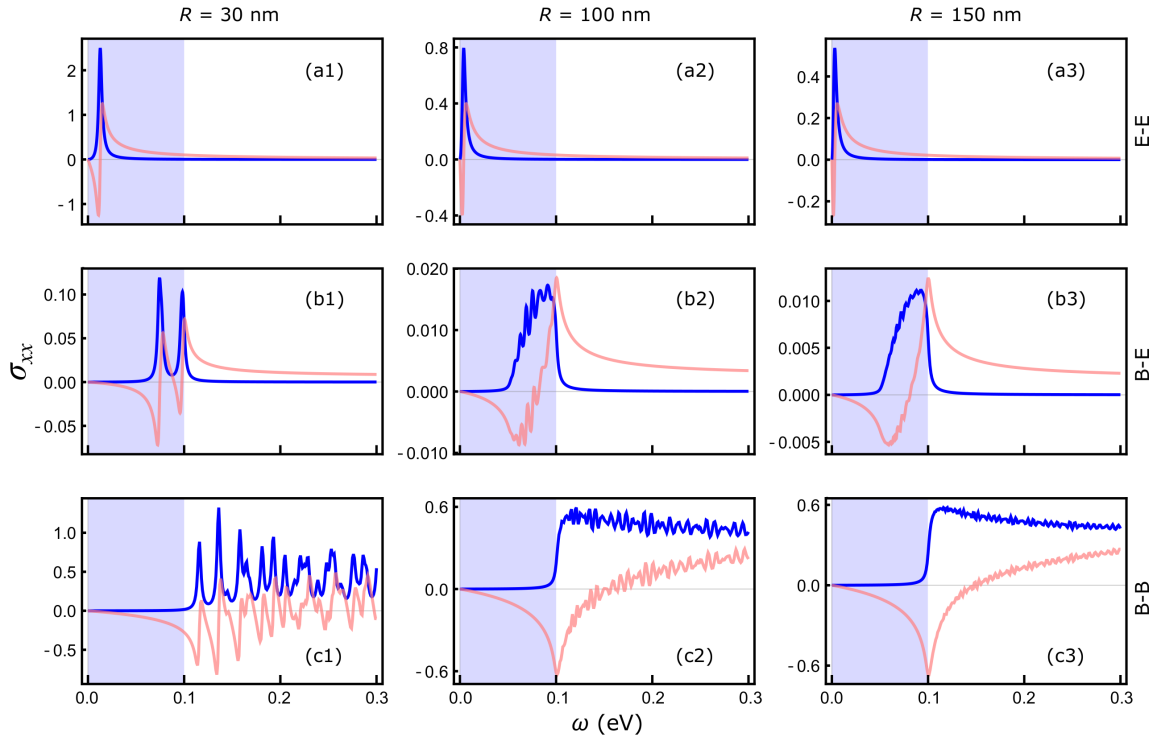 R = 30 nm
R = 100 nm
R = 150 nm
(a1)
2
1
0
-1
(a2)
0.8
0.4
0.0
-0.4
(a3)
0.4
0.2
0.0
-0.2
E-E
σxx
(b1)
0.10
0.05
0.00
-0.05
(b2)
0.020
0.010
0.000
-0.010
(b3)
0.010
0.005
0.000
-0.005
B-E
(c1)
1.0
0.5
0.0
-0.5
0.0 0.1 0.2 0.3
(c2)
0.6
0.0
-0.6
0.0 0.1 0.2 0.3
(c3)
0.6
0.0
-0.6
0.0 0.1 0.2 0.3
B-B
ω (eV)